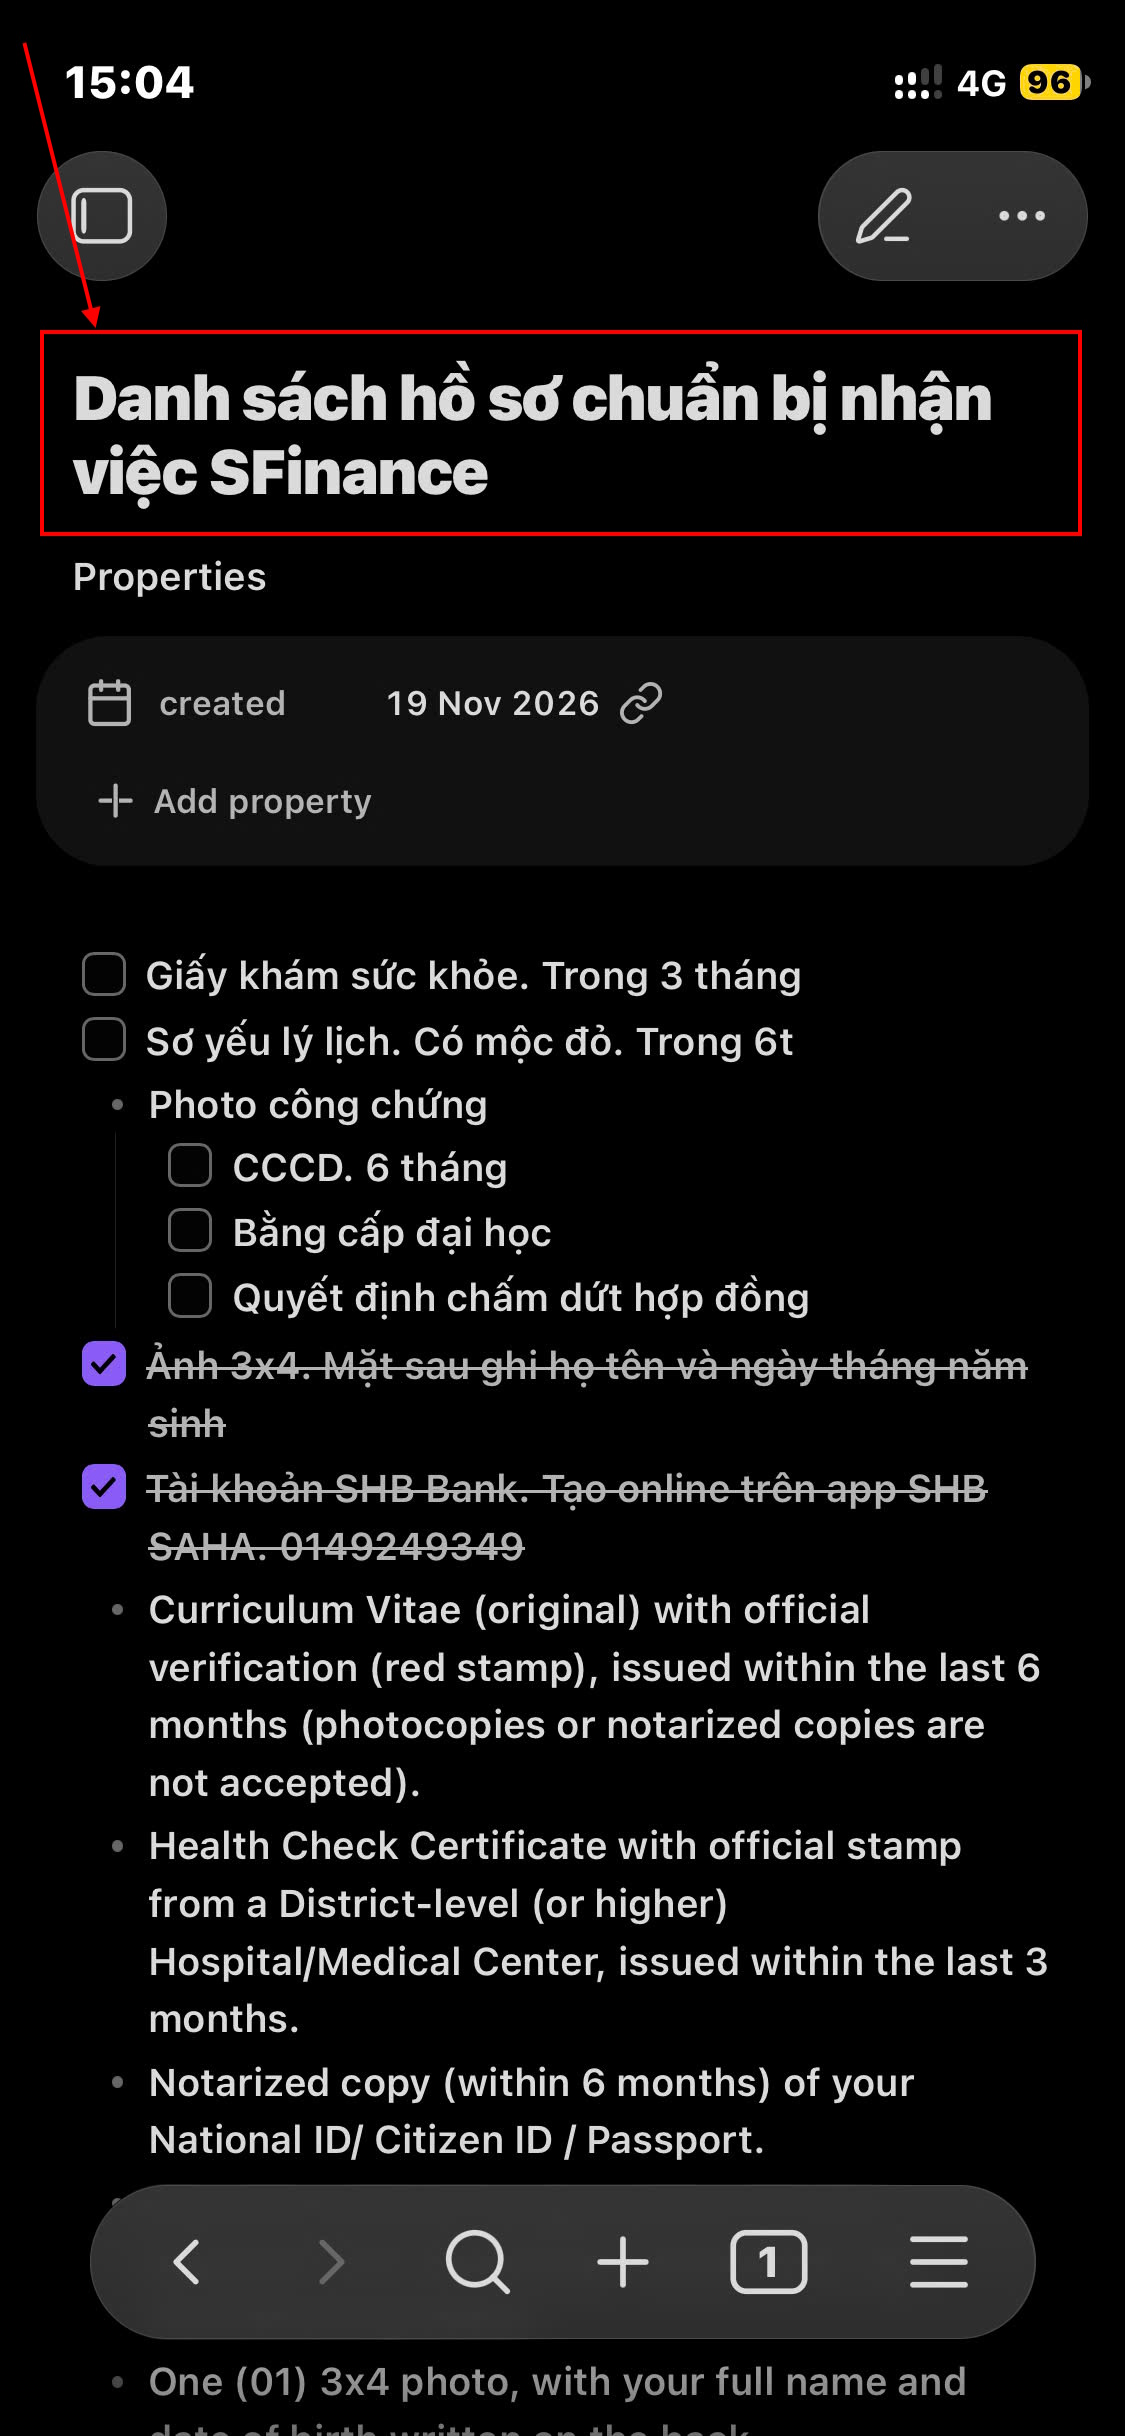 15:04
4G 96
Danh sách hồ sơ chuẩn bị nhận
việc SFinance
Properties
created 19 Nov 2026
Add property
Giấy khám sức khỏe. Trong 3 tháng
Sơ yếu lý lịch. Có mộc đỏ. Trong 6t
Photo công chứng
CCCD. 6 tháng
Bằng cấp đại học
Quyết định chấm dứt hợp đồng
Ảnh 3x4. Mặt sau ghi họ tên và ngày tháng năm
sinh
Tài khoản SHB Bank. Tạo online trên app SHB
SAHA. 0149249349
Curriculum Vitae (original) with official
verification (red stamp), issued within the last 6
months (photocopies or notarized copies are
not accepted).
Health Check Certificate with official stamp
from a District-level (or higher)
Hospital/Medical Center, issued within the last 3
months.
Notarized copy (within 6 months) of your
National ID/ Citizen ID / Passport.
1
One (01) 3x4 photo, with your full name and
date of birth written on the back